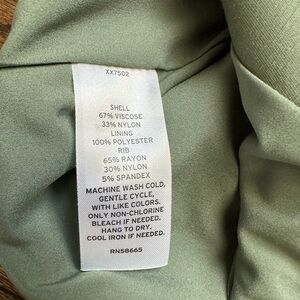 XX7502
SHELL
67% VISCOSE
33% NYLON
LINING
100% POLYESTER
RIB
65% RAYON
30% NYLON
5% SPANDEX
MACHINE WASH COLD,
GENTLE CYCLE,
WITH LIKE COLORS.
ONLY NON-CHLORINE
BLEACH IF NEEDED.
HANG TO DRY.
COOL IRON IF NEEDED.
RN58665